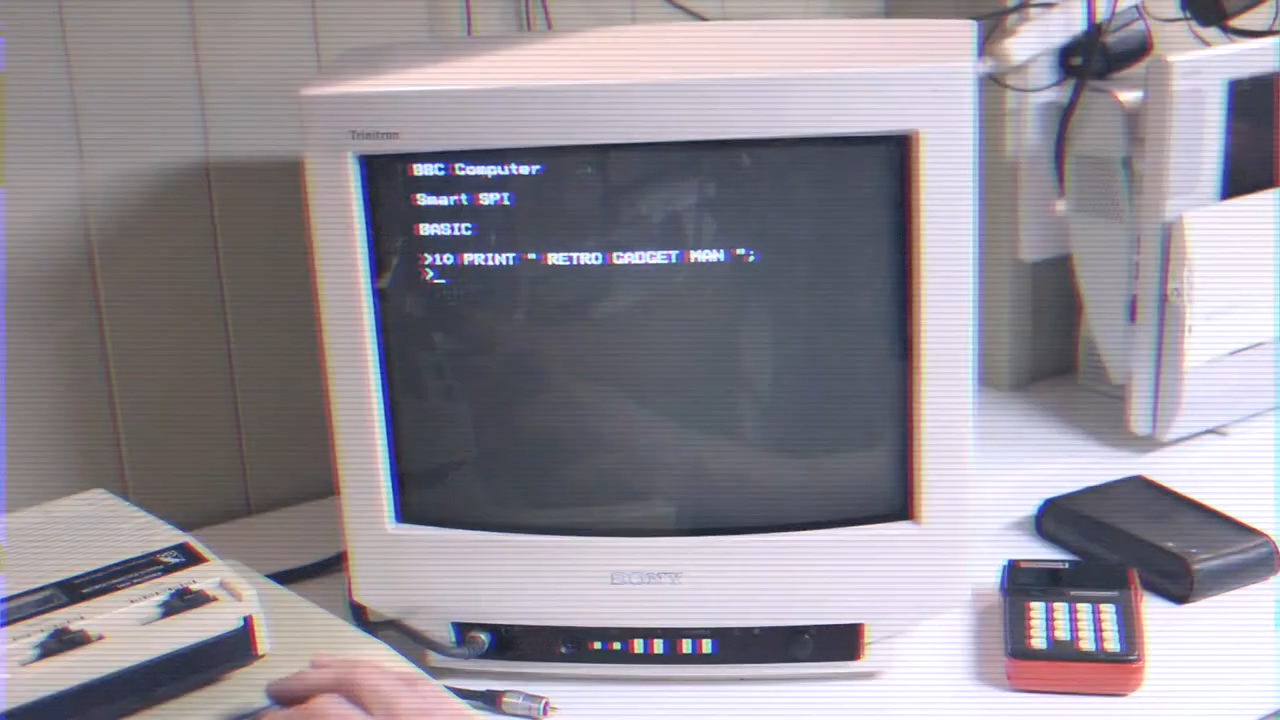 Trinitron
BBC Computer
Smart SPI
BASIC
>10 PRINT " RETRO GADGET MAN ";
>_
SONY